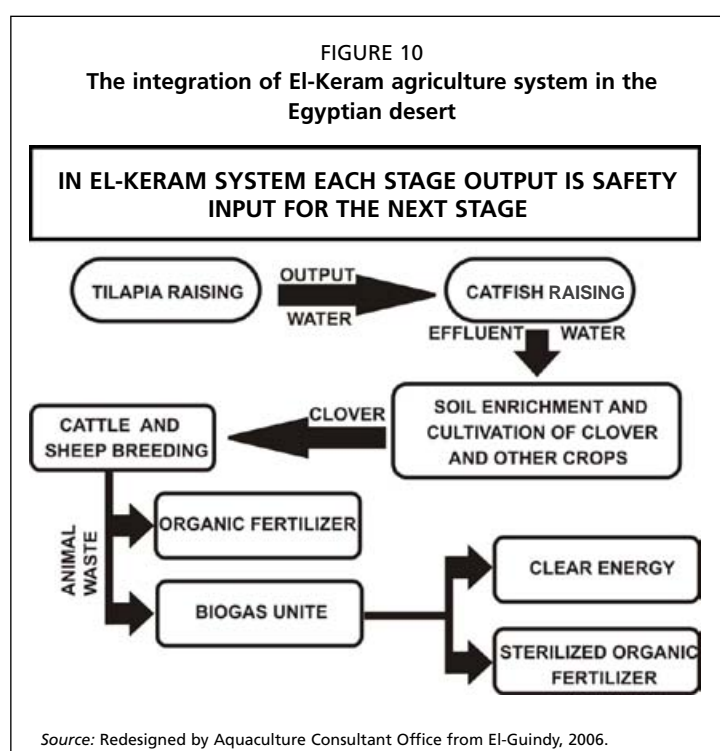 FIGURE 10
The integration of El-Keram agriculture system in the
Egyptian desert
IN EL-KERAM SYSTEM EACH STAGE OUTPUT IS SAFETY
INPUT FOR THE NEXT STAGE
TILAPIA RAISING
OUTPUT
WATER
CATFISH RAISING
EFFLUENT WATER
SOIL ENRICHMENT AND
CULTIVATION OF CLOVER
AND OTHER CROPS
CLOVER
CATTLE AND
SHEEP BREEDING
ANIMAL
WASTE
ORGANIC FERTILIZER
BIOGAS UNITE
CLEAR ENERGY
STERILIZED ORGANIC
FERTILIZER
Source: Redesigned by Aquaculture Consultant Office from El-Guindy, 2006.